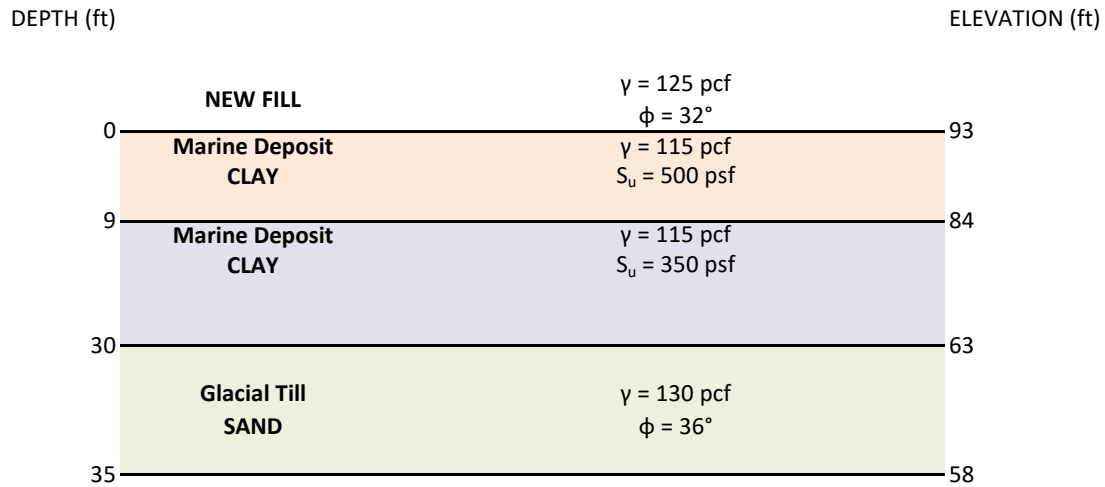 DEPTH (ft) ELEVATION (ft)
NEW FILL
γ = 125 pcf
ϕ = 32°
0 93
Marine Deposit
CLAY
γ = 115 pcf
Sᵤ = 500 psf
9 84
Marine Deposit
CLAY
γ = 115 pcf
Sᵤ = 350 psf
30 63
Glacial Till
SAND
γ = 130 pcf
ϕ = 36°
35 58